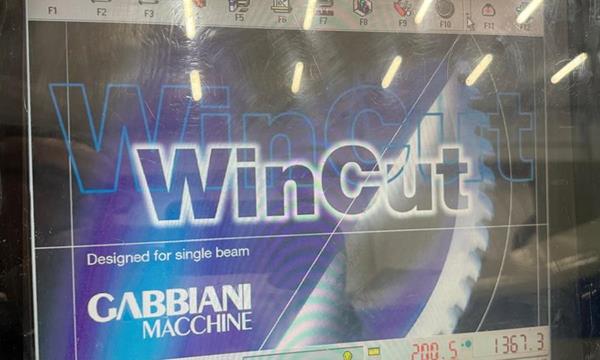 F1 F2 F3 F5 F6 F7 F8 F9 F10 F11 F12
WinCut
WinCut
Designed for single beam
GABBIANI
MACCHINE
200.5 1367.3